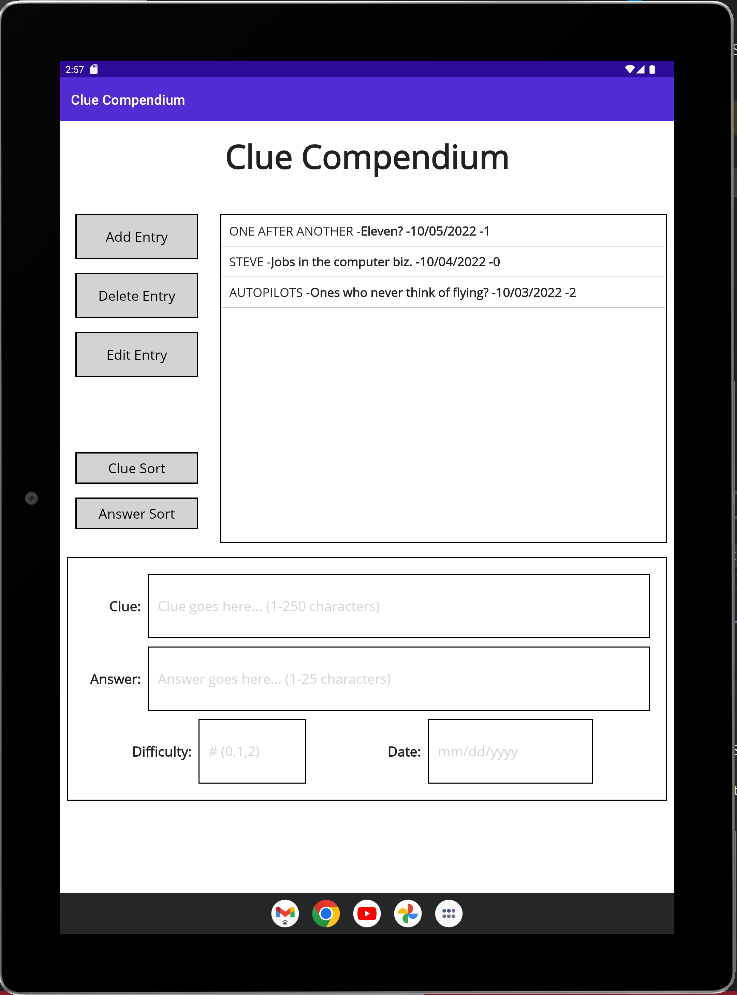 2:57
Clue Compendium
Clue Compendium
Add Entry
Delete Entry
Edit Entry
Clue Sort
Answer Sort
ONE AFTER ANOTHER -Eleven? -10/05/2022 -1
STEVE -Jobs in the computer biz. -10/04/2022 -0
AUTOPILOTS -Ones who never think of flying? -10/03/2022 -2
Clue: Clue goes here... (1-250 characters)
Answer: Answer goes here... (1-25 characters)
Difficulty: # (0,1,2) Date: mm/dd/yyyy